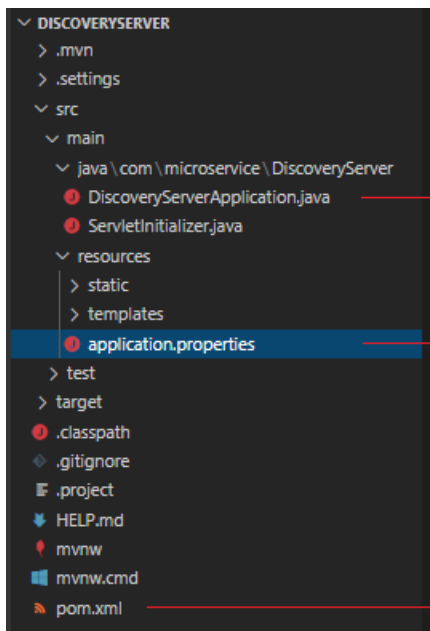 DISCOVERYSERVER
.mvn
.settings
src
main
java\com\microservice\DiscoveryServer
DiscoveryServerApplication.java
ServletInitializer.java
resources
static
templates
application.properties
test
target
.classpath
.gitignore
.project
HELP.md
mvnw
mvnw.cmd
pom.xml